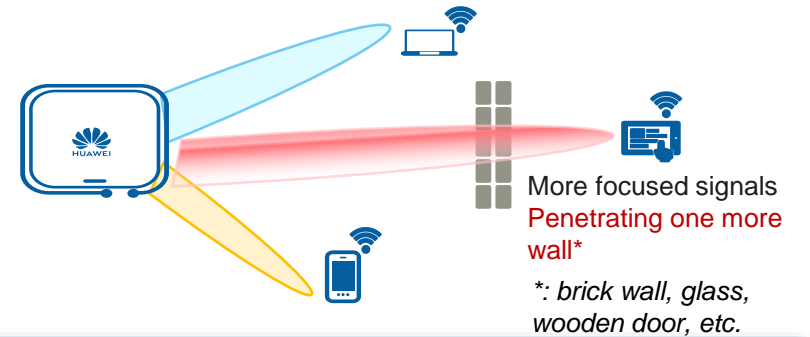 HUAWEI
More focused signals
Penetrating one more
wall*
*: brick wall, glass,
wooden door, etc.